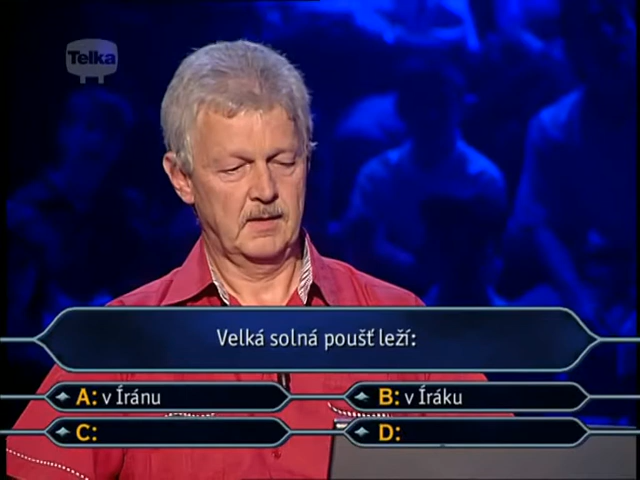 Telka
Velká solná poušť leží:
A: v Íránu
B: v Íráku
C:
D: